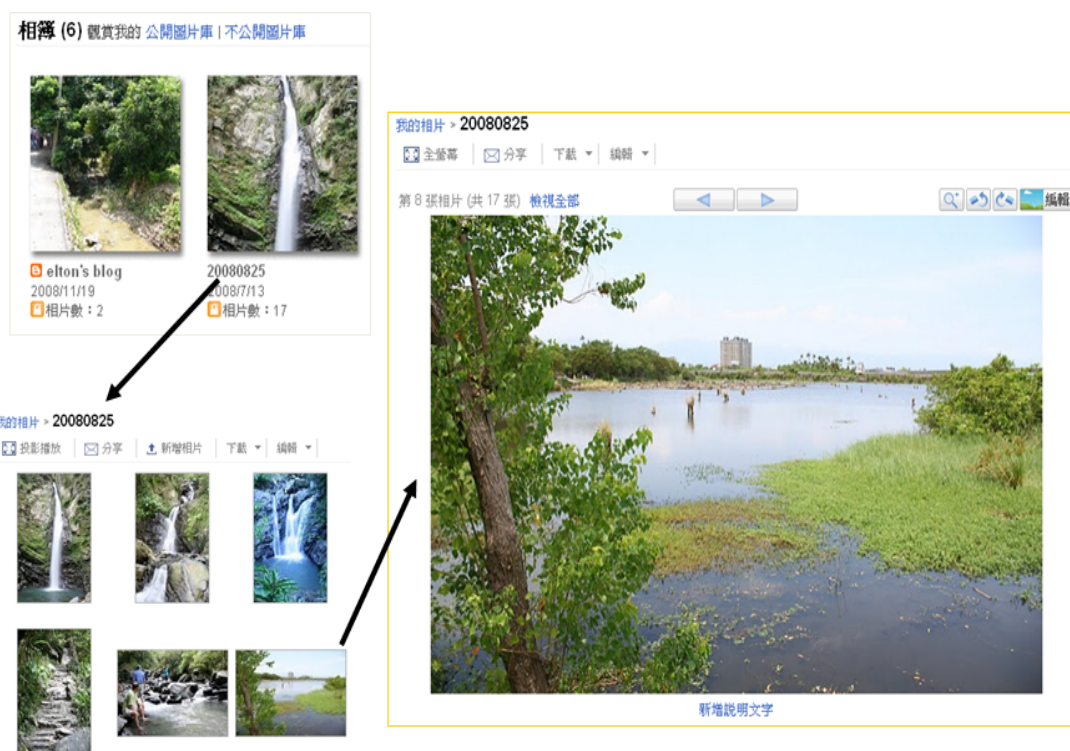 相簿 (6) 觀賞我的 公開圖片庫 | 不公開圖片庫
elton's blog
2008/11/19
相片數：2
20080825
2008/7/13
相片數：17
我的相片 > 20080825
投影播放 分享 新增相片 下載 編輯
我的相片 > 20080825
全螢幕 分享 下載 編輯
第 8 張相片 (共 17 張) 檢視全部
編輯
新增説明文字